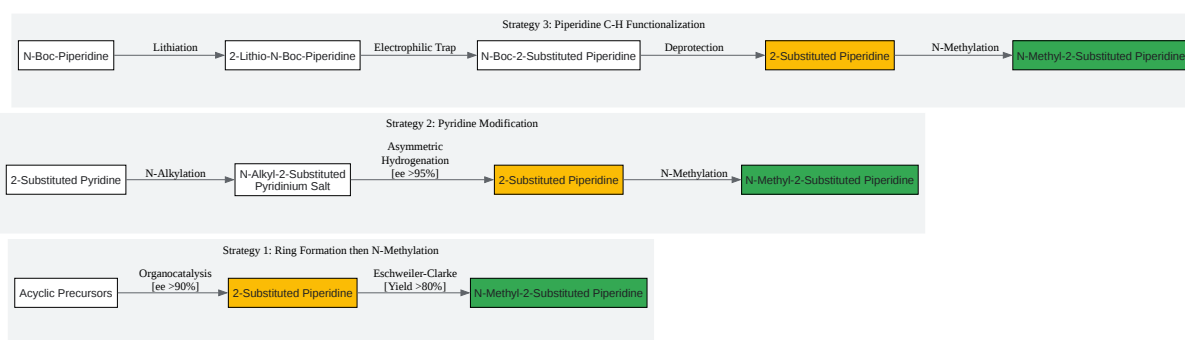 Strategy 3: Piperidine C-H Functionalization
N-Boc-Piperidine
Lithiation
2-Lithio-N-Boc-Piperidine
Electrophilic Trap
N-Boc-2-Substituted Piperidine
Deprotection
2-Substituted Piperidine
N-Methylation
N-Methyl-2-Substituted Piperidine
Strategy 2: Pyridine Modification
2-Substituted Pyridine
N-Alkylation
N-Alkyl-2-Substituted
Pyridinium Salt
Asymmetric
Hydrogenation
[ee >95%]
2-Substituted Piperidine
N-Methylation
N-Methyl-2-Substituted Piperidine
Strategy 1: Ring Formation then N-Methylation
Acyclic Precursors
Organocatalysis
[ee >90%]
2-Substituted Piperidine
Eschweiler-Clarke
[Yield >80%]
N-Methyl-2-Substituted Piperidine